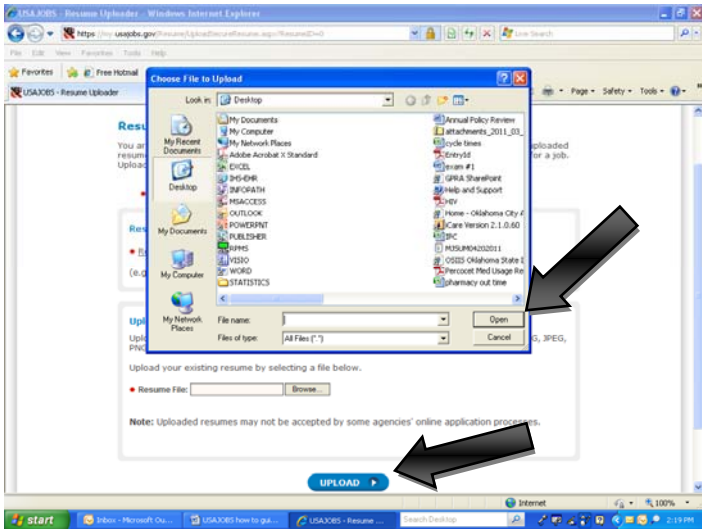 USAJOBS - Resume Uploader - Windows Internet Explorer
https://my.usajobs.gov/Resume/UploadSecureResume.aspx?ResumeID=0
Live Search
File Edit View Favorites Tools Help
Favorites Free Hotmail
USAJOBS - Resume Uploader
Page Safety Tools
Choose File to Upload
Look in: Desktop
My Recent Documents
Desktop
My Documents
My Computer
My Network Places
My Documents
My Computer
My Network Places
Adobe Acrobat X Standard
EXCEL
IHS-EHR
INFOPATH
MSACCESS
OUTLOOK
POWERPNT
PUBLISHER
RPMS
VISIO
WORD
STATISTICS
Annual Policy Review
attachments_2011_03_
cycle times
EntryId
exam #1
GPRA SharePoint
Help and Support
HIV
Home - Oklahoma City A
iCare Version 2.1.0.60
IPC
MJSUM04202011
OSIIS Oklahoma State I
Percocet Med Usage Re
pharmacy out time
File name:
Open
Files of type: All Files (*.*)
Cancel
Resu
You ar
uploaded
resum
for a job.
Upload
Res
(e.g
Upl
Uplo
G, JPEG,
PNG
Upload your existing resume by selecting a file below.
Resume File: Browse...
Note: Uploaded resumes may not be accepted by some agencies' online application processes.
UPLOAD
Internet 100%
start Inbox - Microsoft Ou... USAJOBS how to gui... USAJOBS - Resume ... Search Desktop 2:19 PM